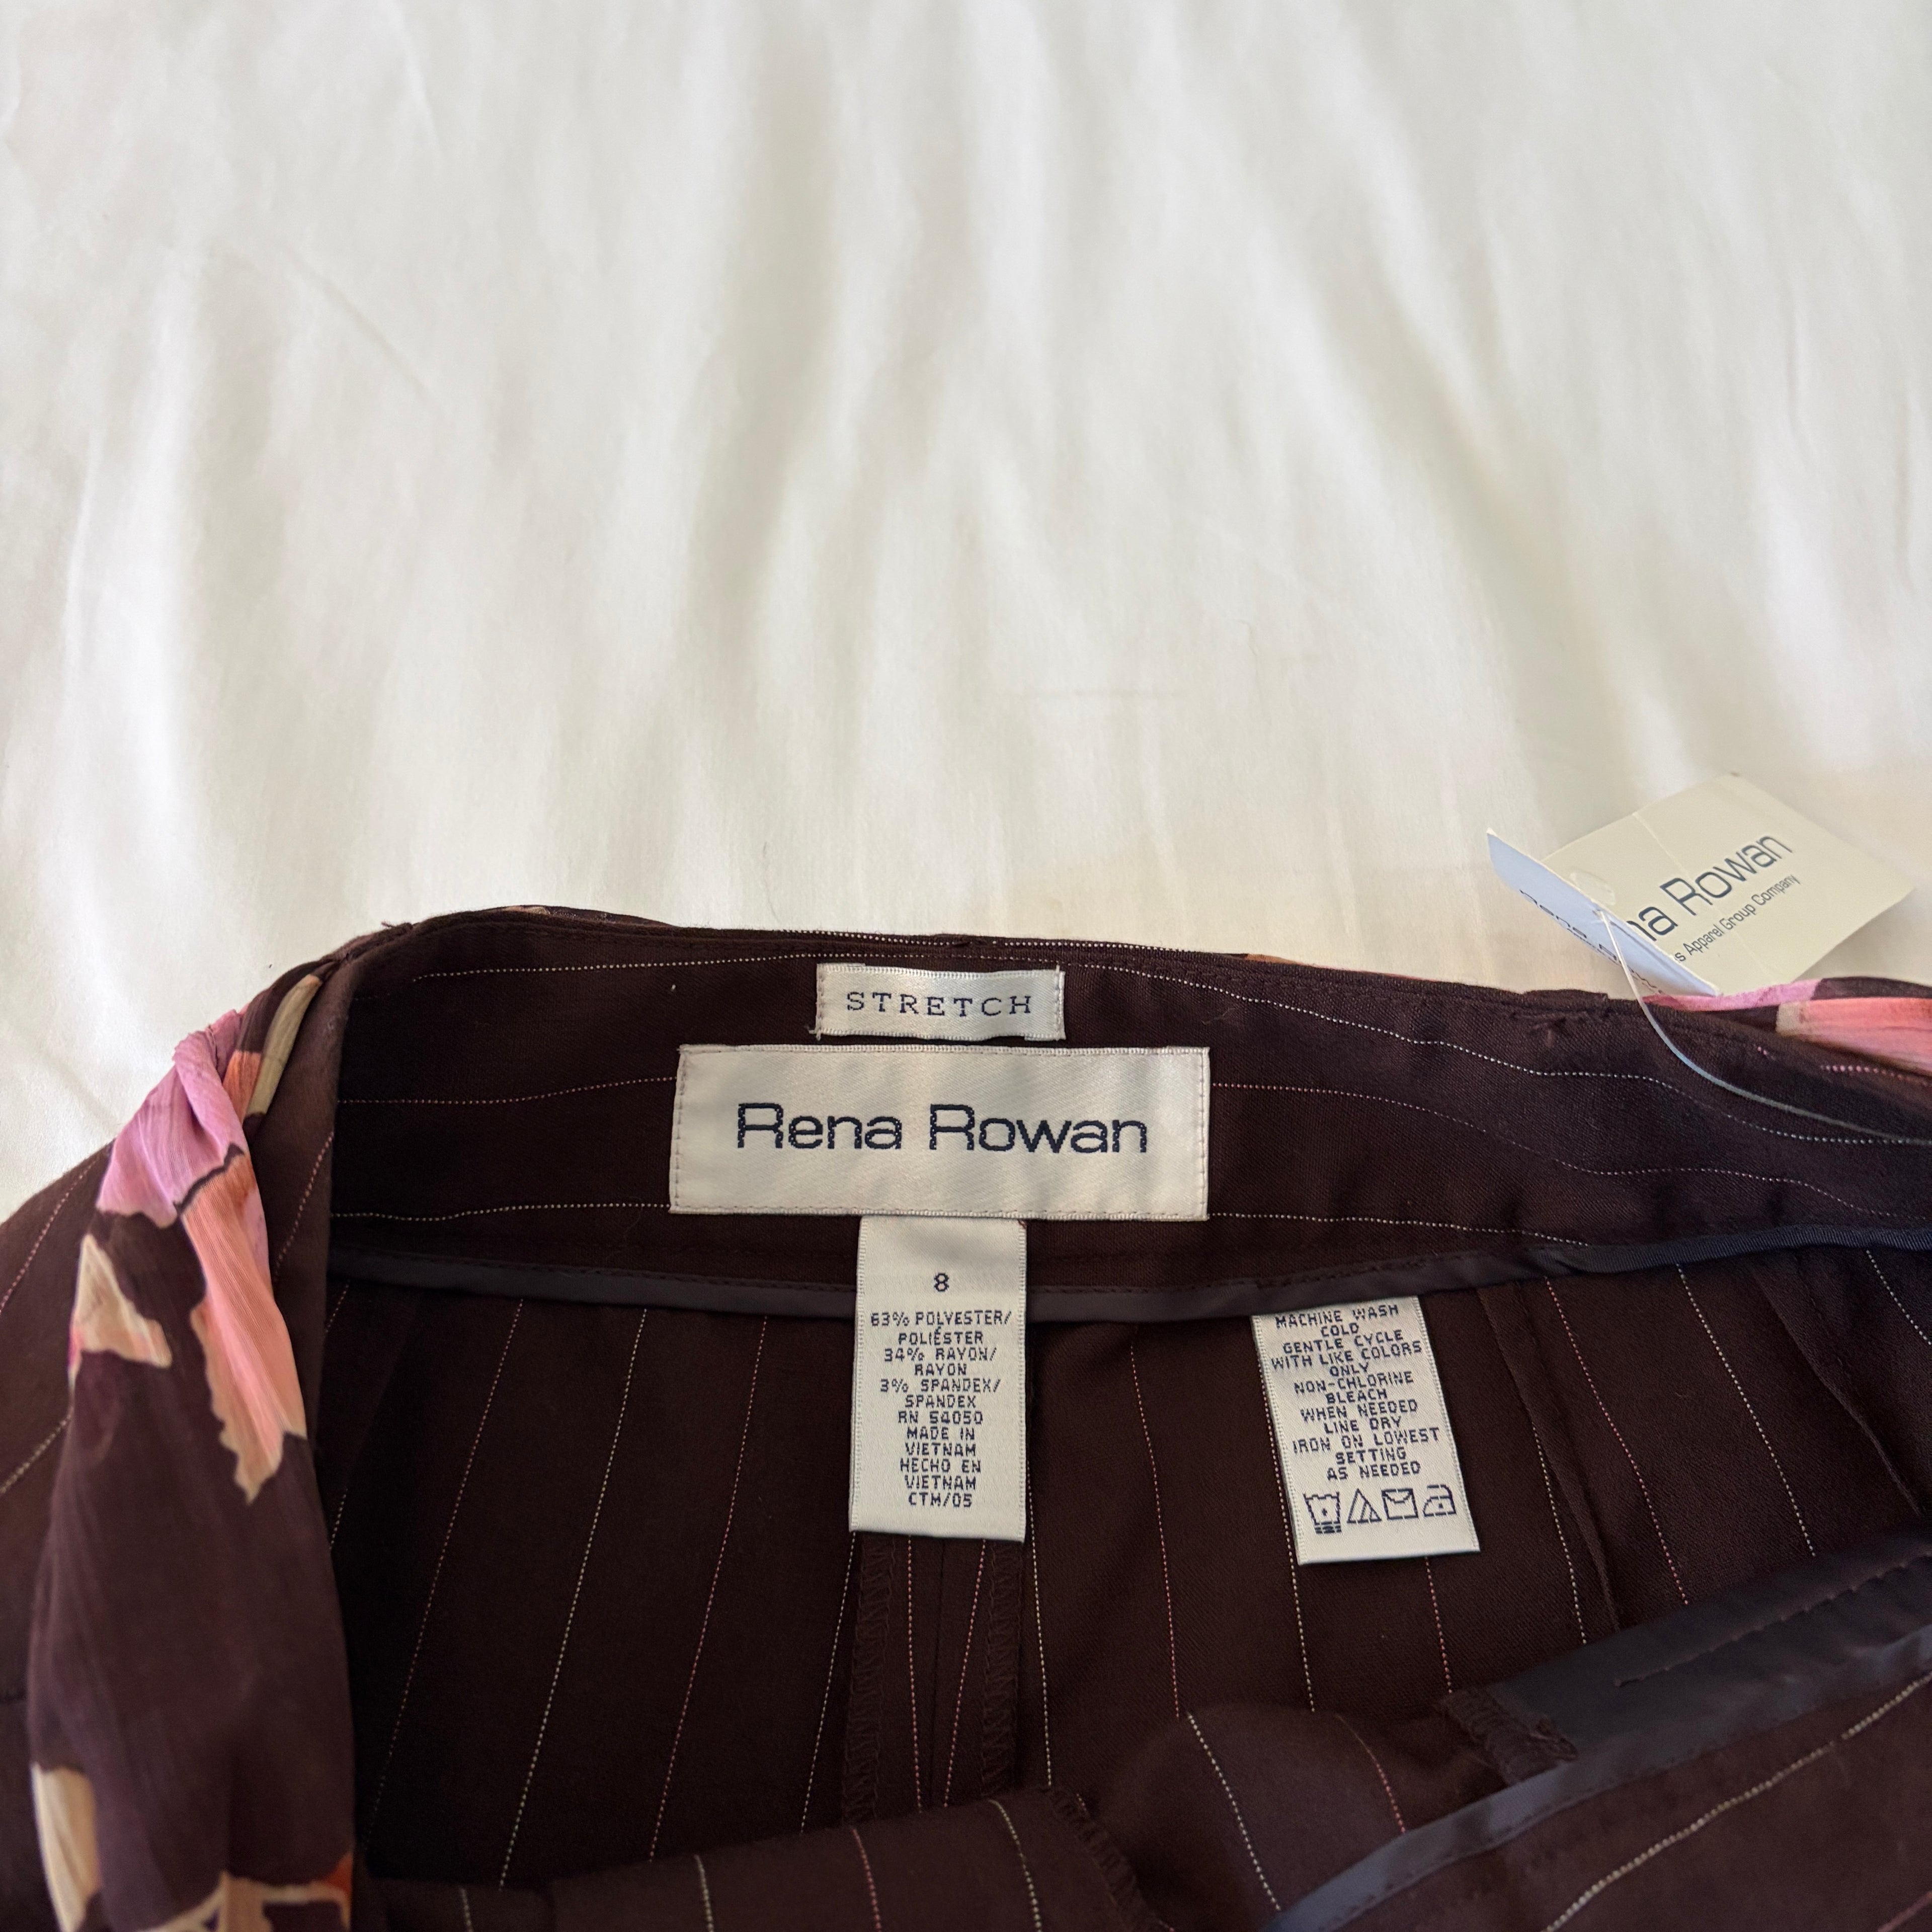 Rowan
Apparel Group Company
STRETCH
Rena Rowan
8
63% POLYESTER/
POLIÉSTER
34% RAYON/
RAYON
3% SPANDEX/
SPANDEX
RN 54050
MADE IN
VIETNAM
HECHO EN
VIETNAM
CTM/05
MACHINE WASH
COLD
GENTLE CYCLE
WITH LIKE COLORS
ONLY
NON-CHLORINE
BLEACH
WHEN NEEDED
LINE DRY
IRON ON LOWEST
SETTING
AS NEEDED